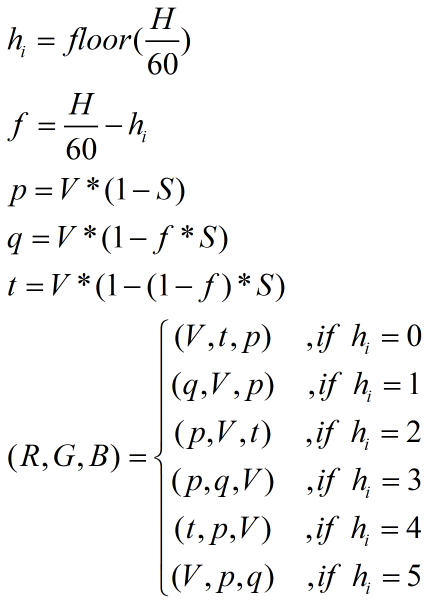 h_i = floor(H/60)
f = H/60 − h_i
p = V * (1 − S)
q = V * (1 − f * S)
t = V * (1 − (1 − f) * S)
(R, G, B) = {
(V, t, p) , if h_i = 0
(q, V, p) , if h_i = 1
(p, V, t) , if h_i = 2
(p, q, V) , if h_i = 3
(t, p, V) , if h_i = 4
(V, p, q) , if h_i = 5